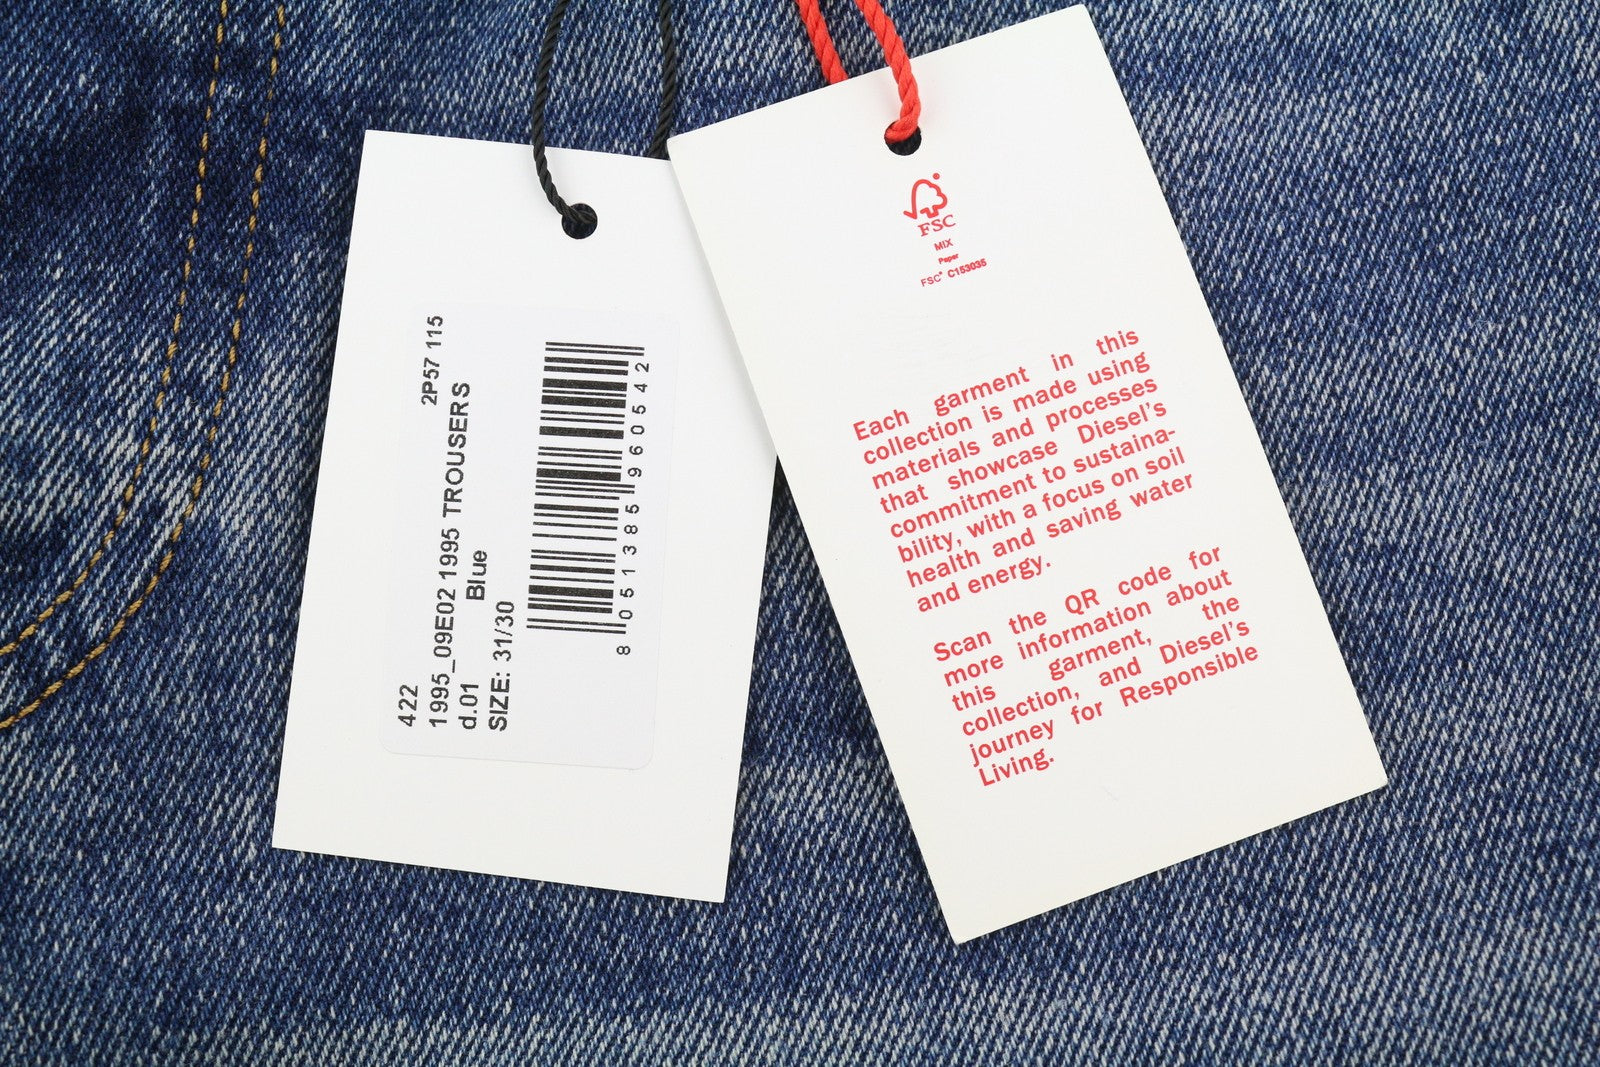 2P57 115
422
1995_09E02 1995 TROUSERS
d.01 Blue
SIZE: 31/30
8 051385 960542
FSC
MIX
Paper
FSC® C153035
Each garment in this
collection is made using
materials and processes
that showcase Diesel's
commitment to sustaina-
bility, with a focus on soil
health and saving water
and energy.
Scan the QR code for
more information about
this garment, the
collection, and Diesel's
journey for Responsible
Living.